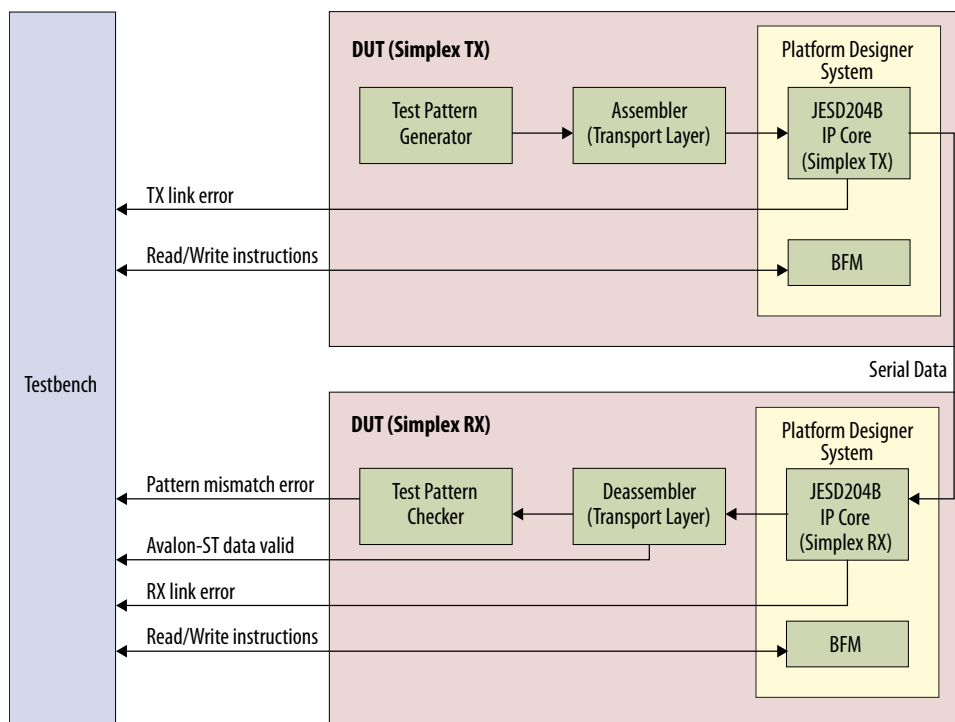 DUT (Simplex TX)
Platform Designer
System
Test Pattern
Generator
Assembler
(Transport Layer)
JESD204B
IP Core
(Simplex TX)
TX link error
Read/Write instructions
BFM
Testbench
Serial Data
DUT (Simplex RX)
Platform Designer
System
Pattern mismatch error
Test Pattern
Checker
Deassembler
(Transport Layer)
JESD204B
IP Core
(Simplex RX)
Avalon-ST data valid
RX link error
Read/Write instructions
BFM